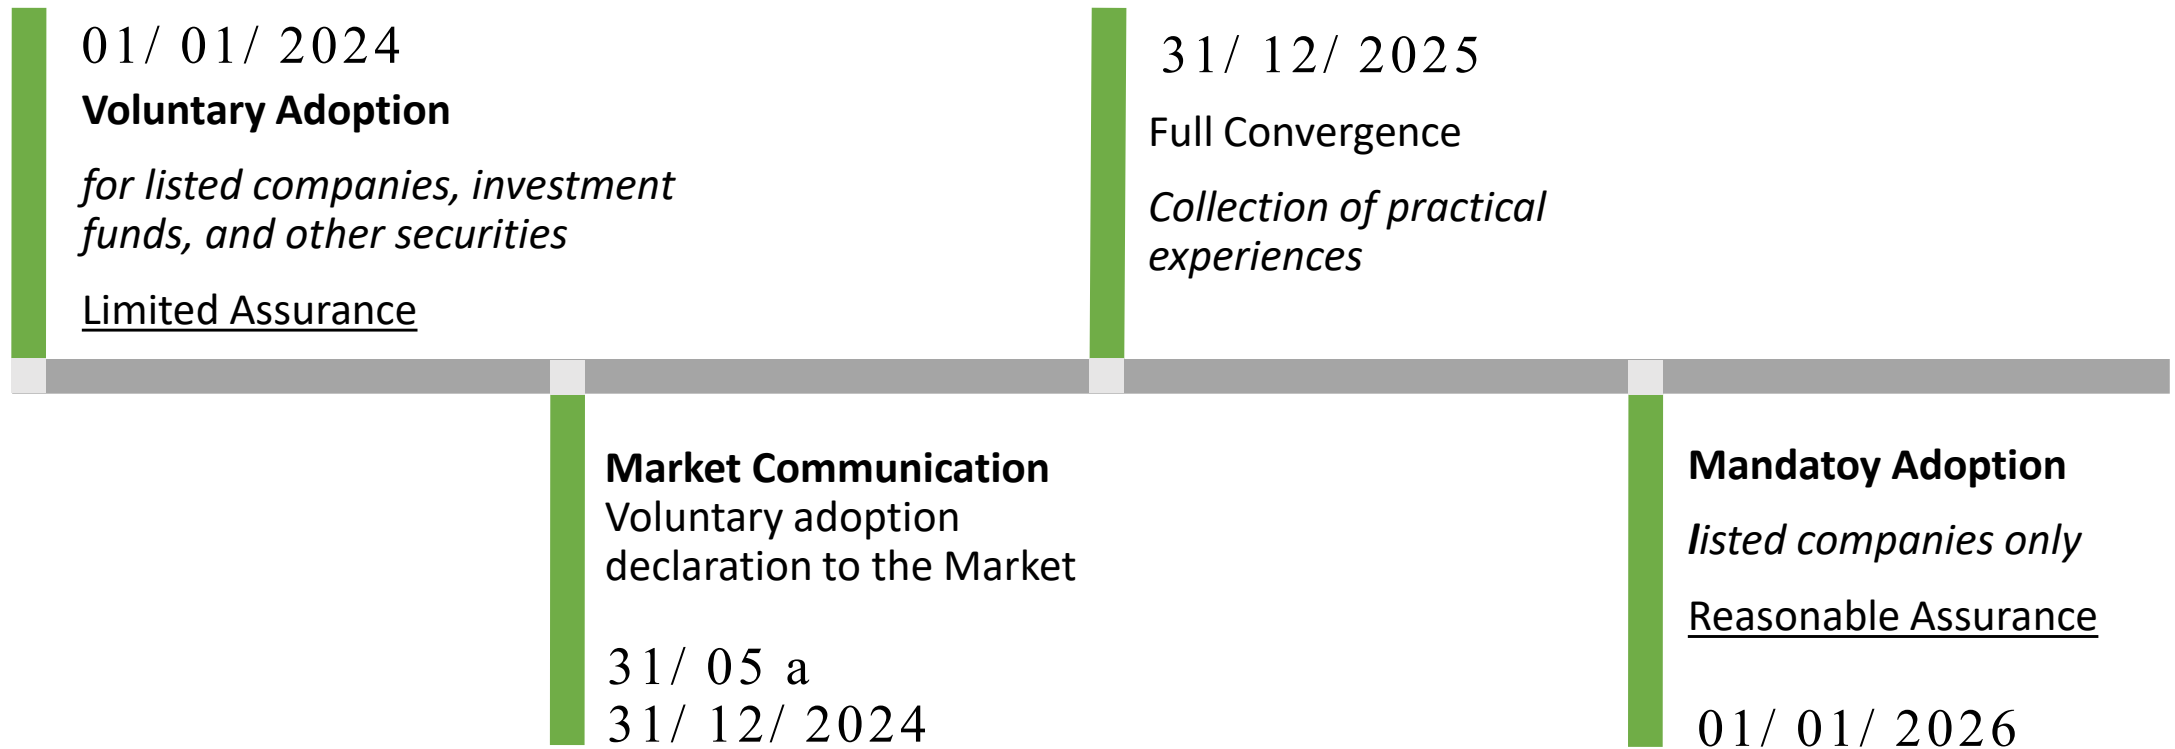 01/ 01/ 2024
Voluntary Adoption
for listed companies, investment
funds, and other securities
Limited Assurance
Market Communication
Voluntary adoption
declaration to the Market
31/ 05 a
31/ 12/ 2024
31/ 12/ 2025
Full Convergence
Collection of practical
experiences
Mandatoy Adoption
listed companies only
Reasonable Assurance
01/ 01/ 2026